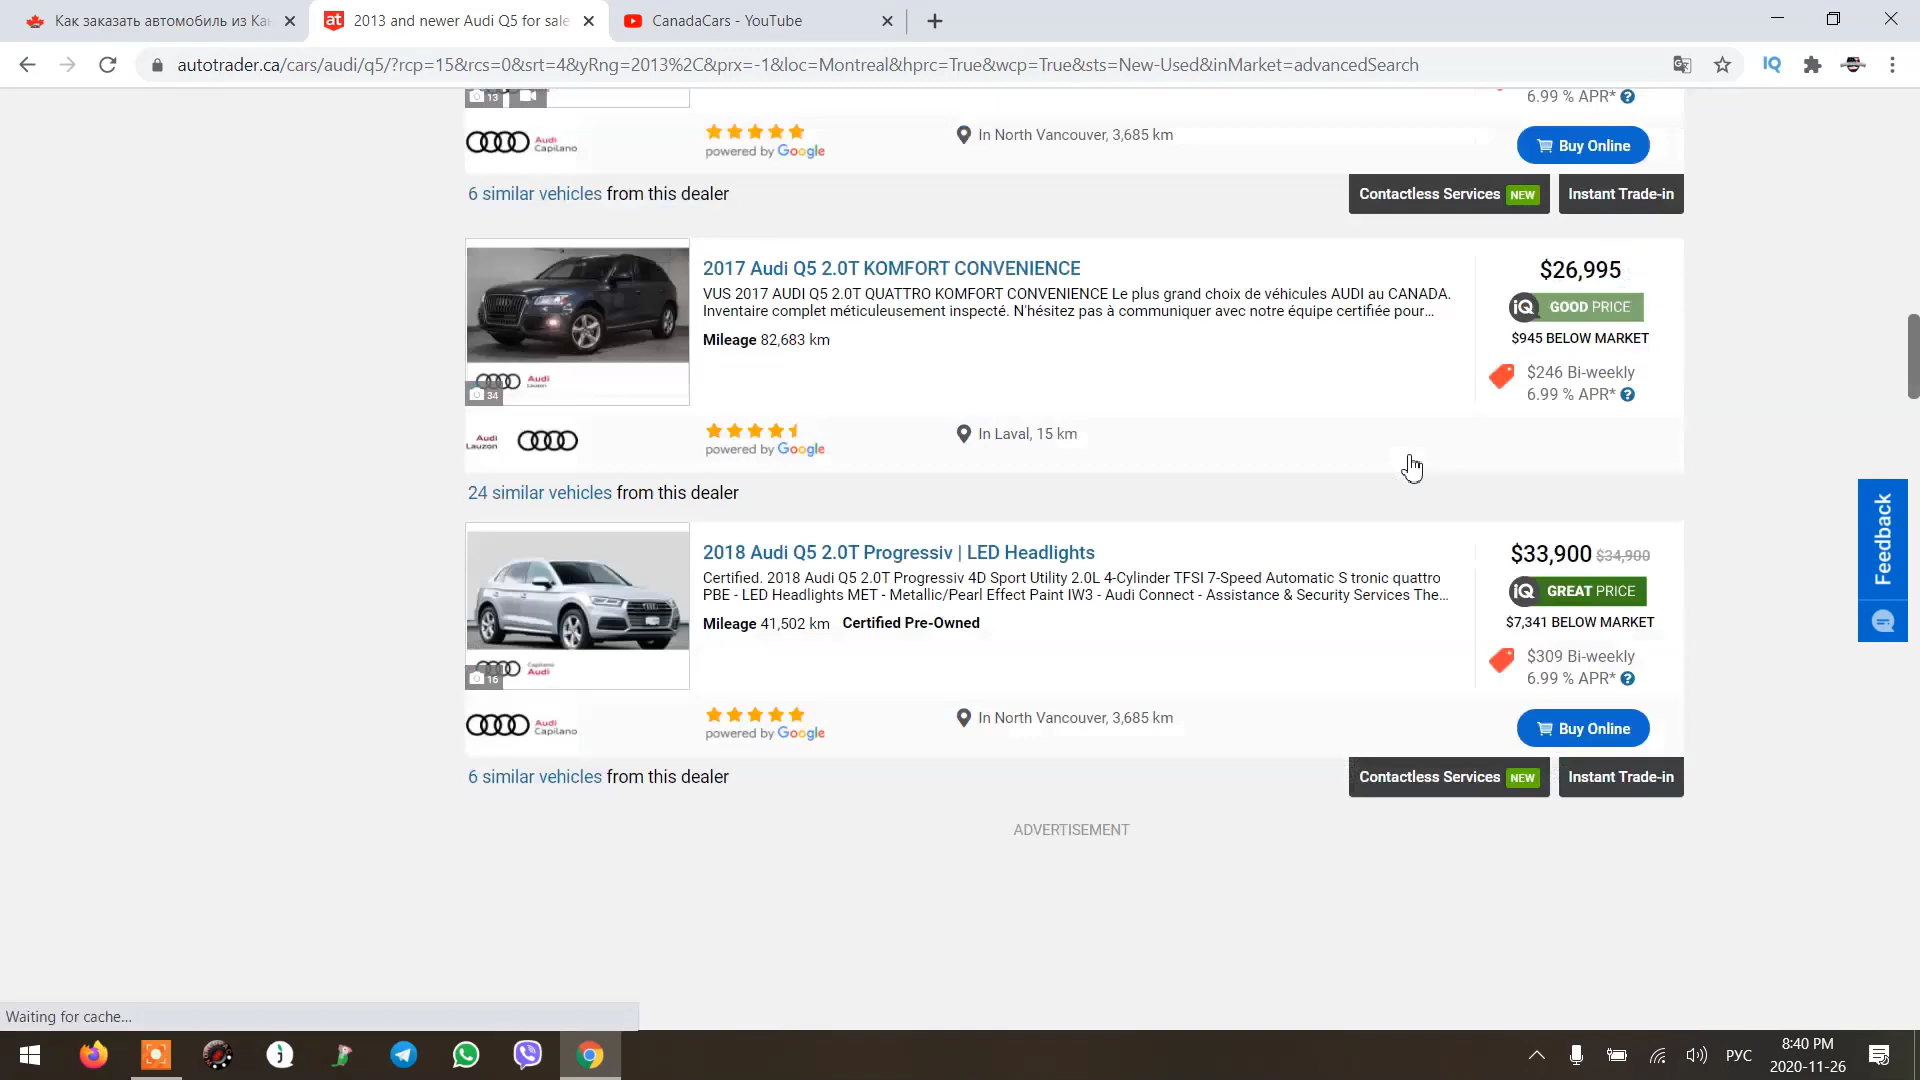 Как заказать автомобиль из Кан
at 2013 and newer Audi Q5 for sale
CanadaCars - YouTube
autotrader.ca/cars/audi/q5/?rcp=15&rcs=0&srt=4&yRng=2013%2C&prx=-1&loc=Montreal&hprc=True&wcp=True&sts=New-Used&inMarket=advancedSearch
IQ
13
6.99 % APR* ?
Audi
Capilano
powered by Google
In North Vancouver, 3,685 km
Buy Online
6 similar vehicles from this dealer
Contactless Services NEW
Instant Trade-in
2017 Audi Q5 2.0T KOMFORT CONVENIENCE
VUS 2017 AUDI Q5 2.0T QUATTRO KOMFORT CONVENIENCE Le plus grand choix de véhicules AUDI au CANADA.
Inventaire complet méticuleusement inspecté. N'hésitez pas à communiquer avec notre équipe certifiée pour...
Mileage 82,683 km
$26,995
iQ GOOD PRICE
$945 BELOW MARKET
$246 Bi-weekly
6.99 % APR* ?
Audi
Lauzon
34
Audi
Lauzon
powered by Google
In Laval, 15 km
24 similar vehicles from this dealer
2018 Audi Q5 2.0T Progressiv | LED Headlights
Certified. 2018 Audi Q5 2.0T Progressiv 4D Sport Utility 2.0L 4-Cylinder TFSI 7-Speed Automatic S tronic quattro
PBE - LED Headlights MET - Metallic/Pearl Effect Paint IW3 - Audi Connect - Assistance & Security Services The...
Mileage 41,502 km Certified Pre-Owned
$33,900 $34,900
iQ GREAT PRICE
$7,341 BELOW MARKET
$309 Bi-weekly
6.99 % APR* ?
Capilano
Audi
16
Audi
Capilano
powered by Google
In North Vancouver, 3,685 km
Buy Online
6 similar vehicles from this dealer
Contactless Services NEW
Instant Trade-in
ADVERTISEMENT
Feedback
Waiting for cache...
РУС
8:40 PM
2020-11-26